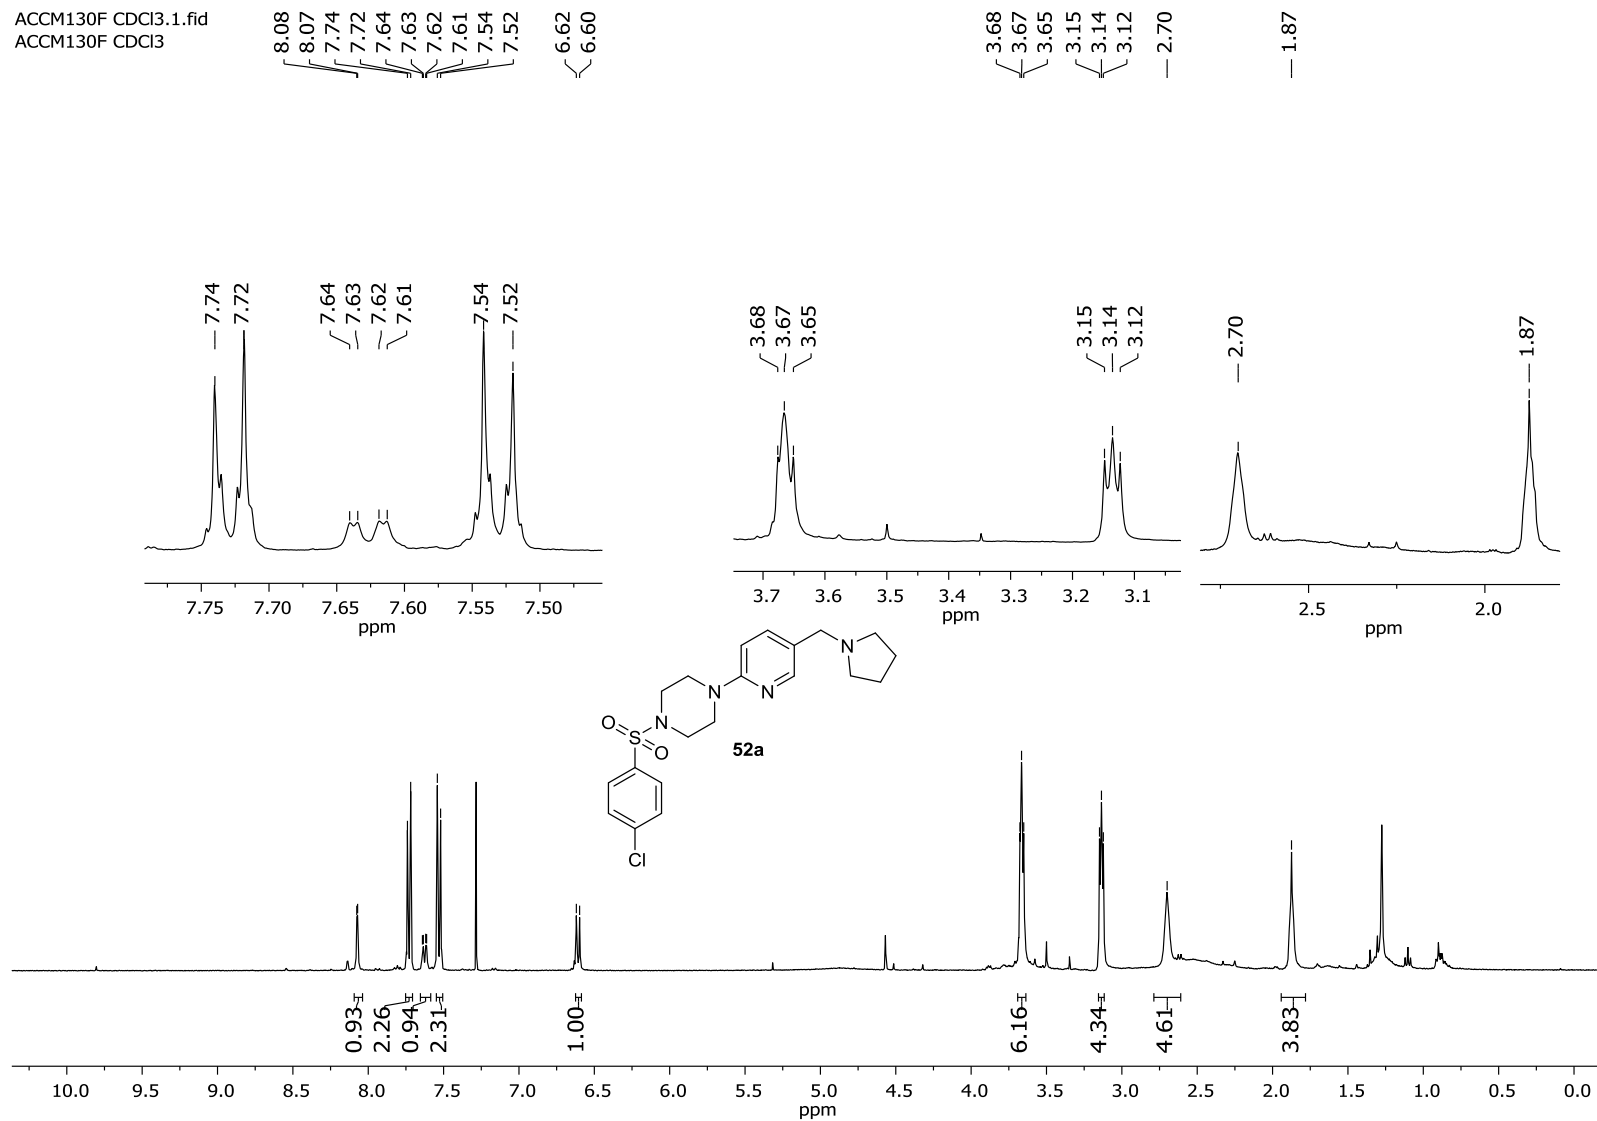 ACCM130F CDCl3.1.fid
ACCM130F CDCl3
8.08
8.07
7.74
7.72
7.64
7.63
7.62
7.61
7.54
7.52
6.62
6.60
3.68
3.67
3.65
3.15
3.14
3.12
2.70
1.87
7.74
7.72
7.64
7.63
7.62
7.61
7.54
7.52
3.68
3.67
3.65
3.15
3.14
3.12
2.70
1.87
7.75 7.70 7.65 7.60 7.55 7.50
ppm
3.7 3.6 3.5 3.4 3.3 3.2 3.1
ppm
2.5 2.0
ppm
N
N
N
N
O
S
O
52a
Cl
0.93
2.26
0.94
2.31
1.00
6.16
4.34
4.61
3.83
10.0 9.5 9.0 8.5 8.0 7.5 7.0 6.5 6.0 5.5 5.0 4.5 4.0 3.5 3.0 2.5 2.0 1.5 1.0 0.5 0.0
ppm